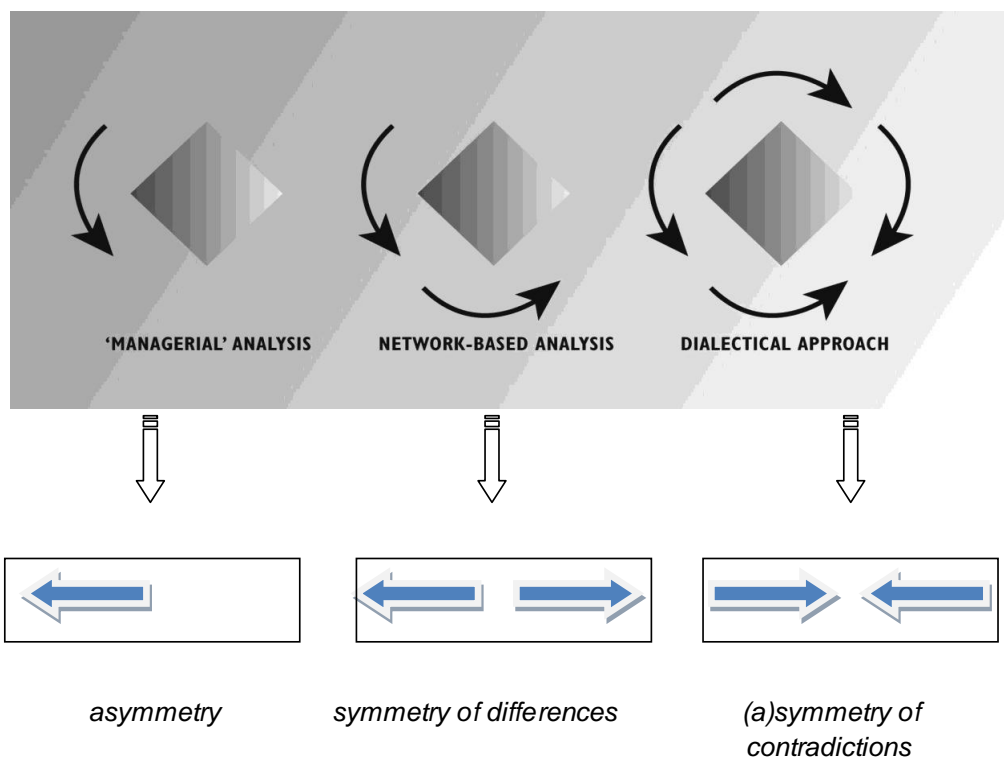 ‘MANAGERIAL’ ANALYSIS
NETWORK-BASED ANALYSIS
DIALECTICAL APPROACH
asymmetry
symmetry of differences
(a)symmetry of
contradictions